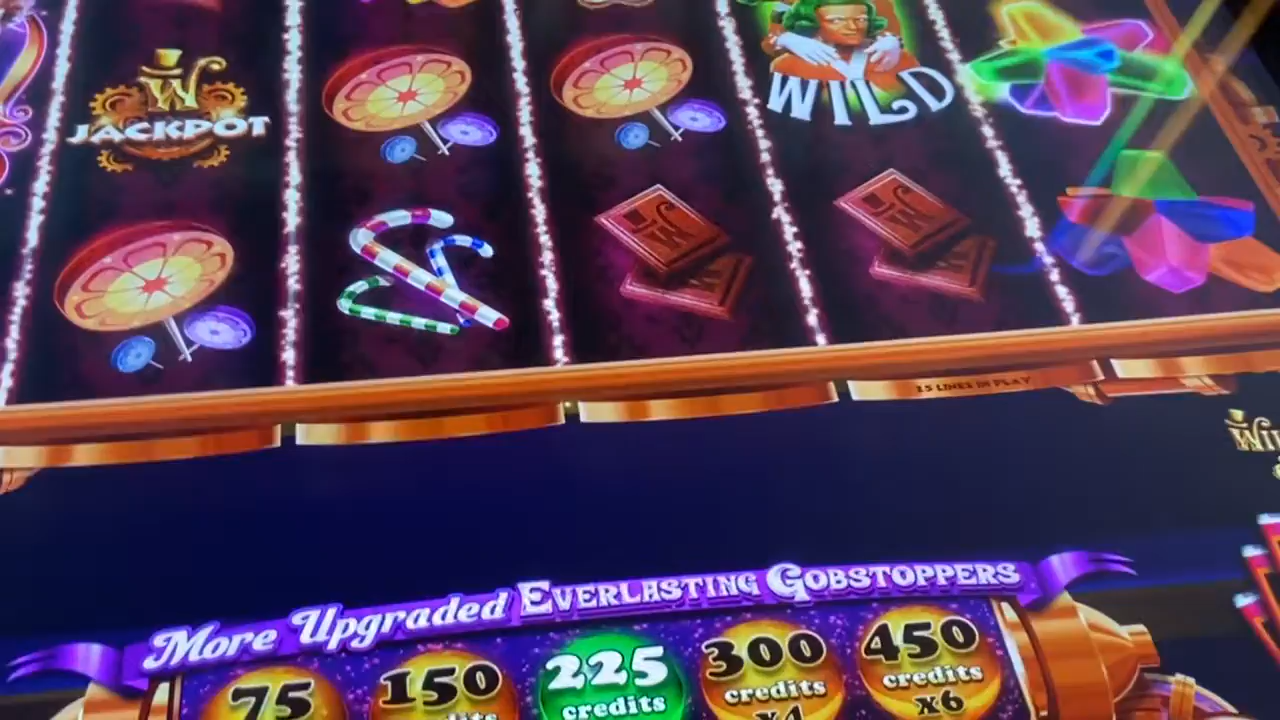 JACKPOT
WILD
15 LINES IN PLAY
More Upgraded EVERLASTING GOBSTOPPERS
75
150
225
credits
300
credits
x4
450
credits
x6